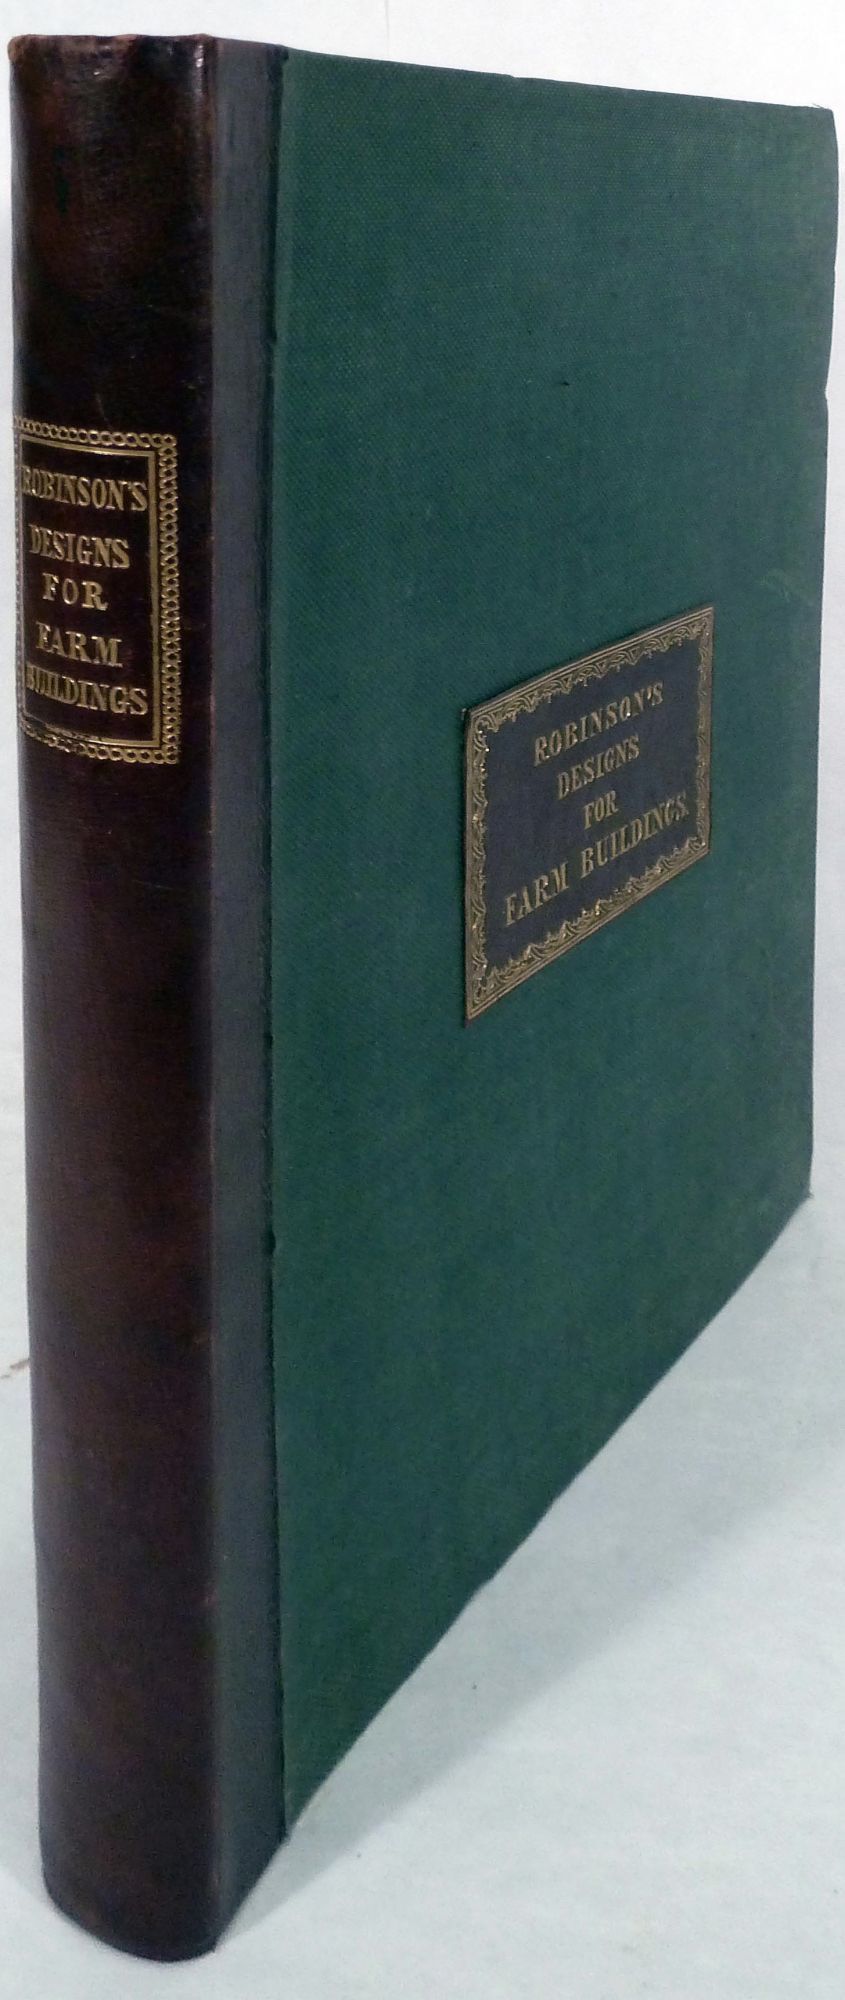 ROBINSON'S
DESIGNS
FOR
FARM
BUILDINGS
ROBINSON'S
DESIGNS
FOR
FARM BUILDINGS.